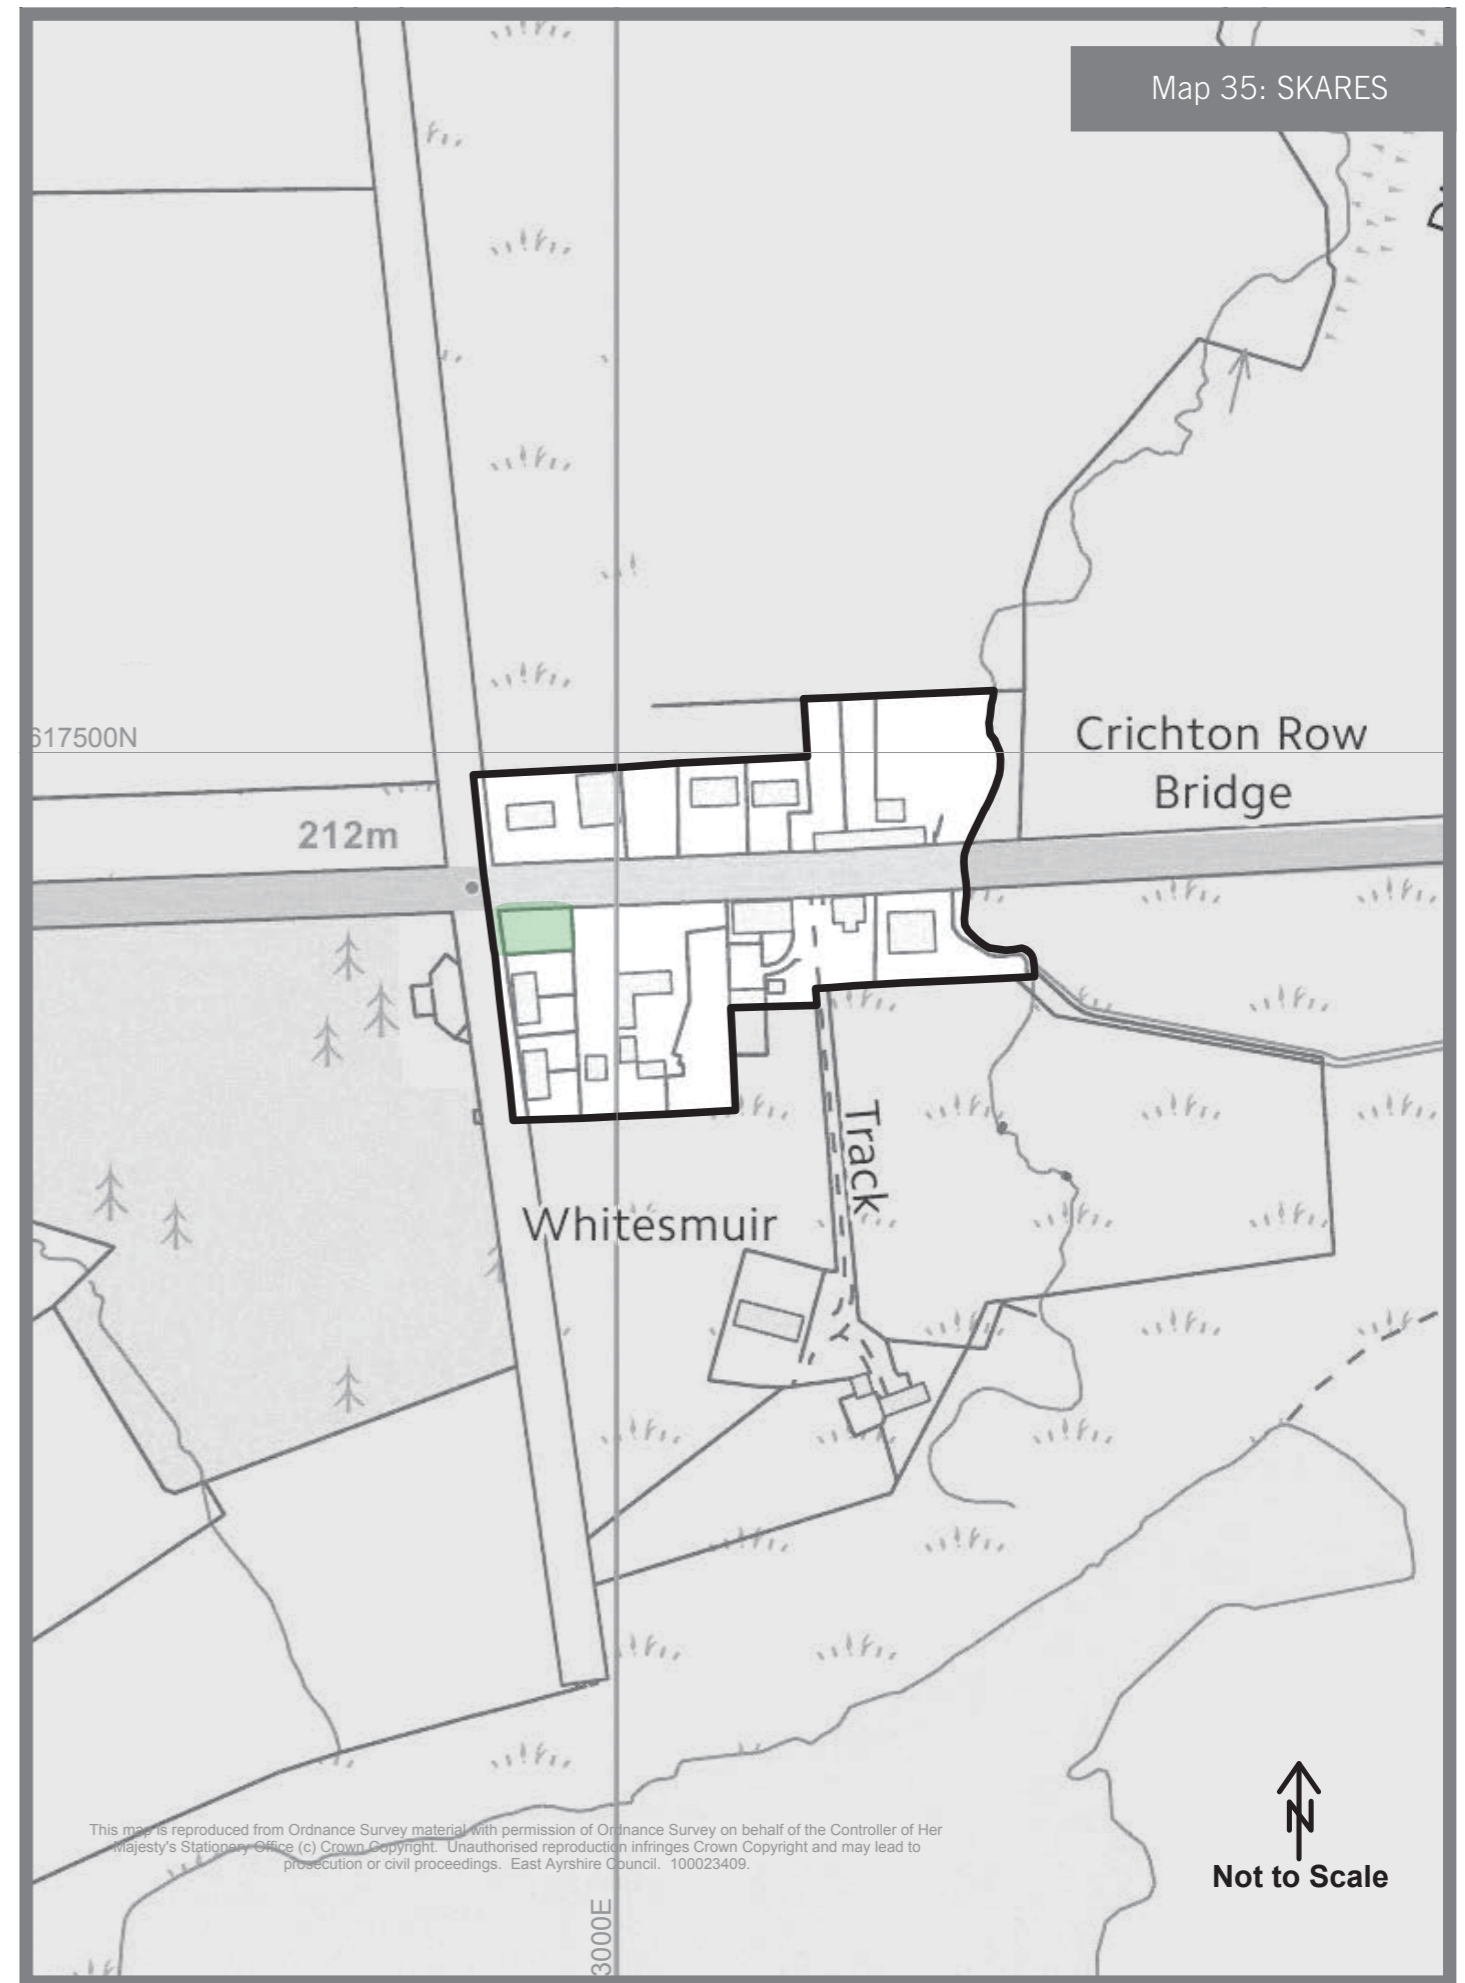 Map 35: SKARES
617500N
Crichton Row
Bridge
212m
Track
Whitesmuir
This map is reproduced from Ordnance Survey material with permission of Ordnance Survey on behalf of the Controller of Her
Majesty's Stationery Office (c) Crown Copyright. Unauthorised reproduction infringes Crown Copyright and may lead to
prosecution or civil proceedings. East Ayrshire Council. 100023409.
N
Not to Scale
3000E